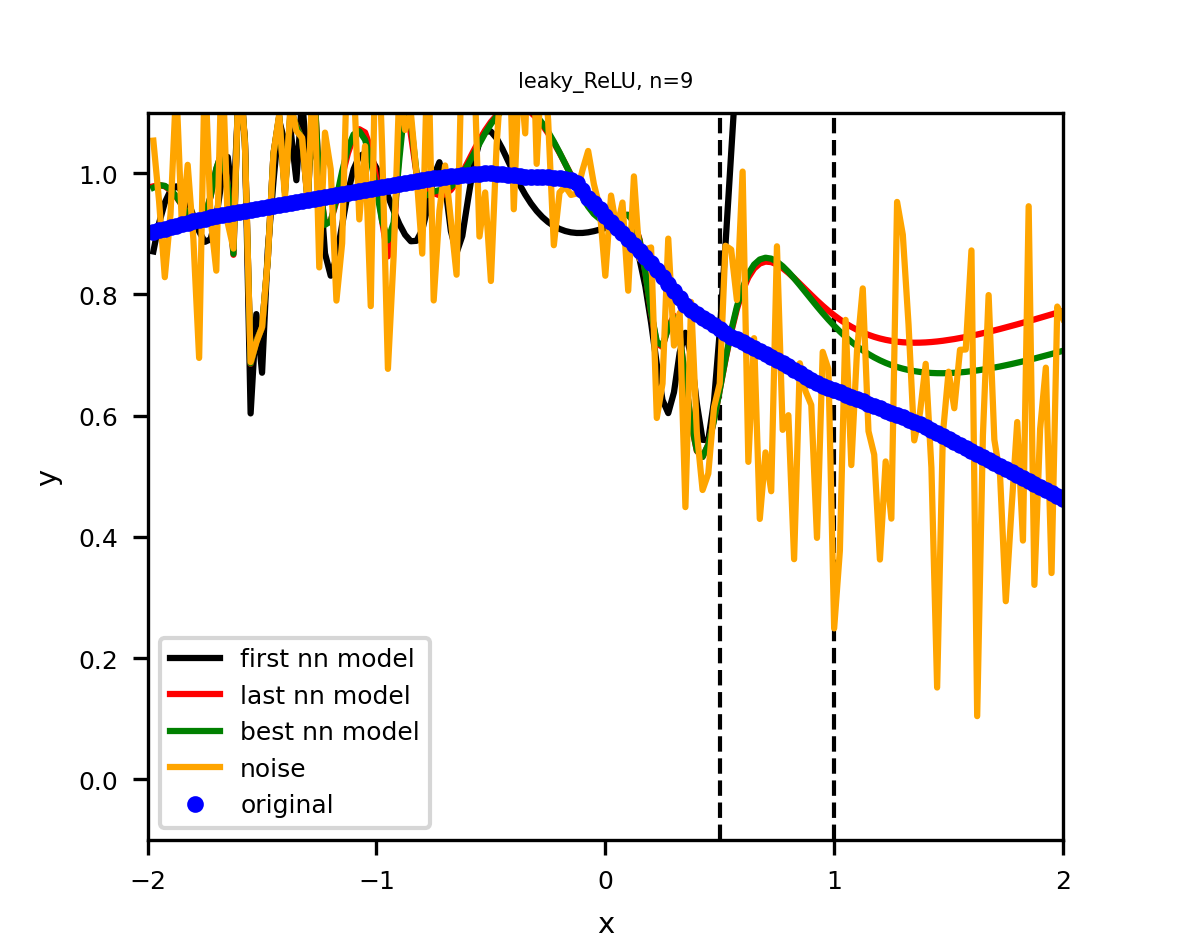 leaky_ReLU, n=9
1.0
0.8
0.6
0.4
0.2
0.0
y
first nn model
last nn model
best nn model
noise
original
−2
−1
0
1
2
x